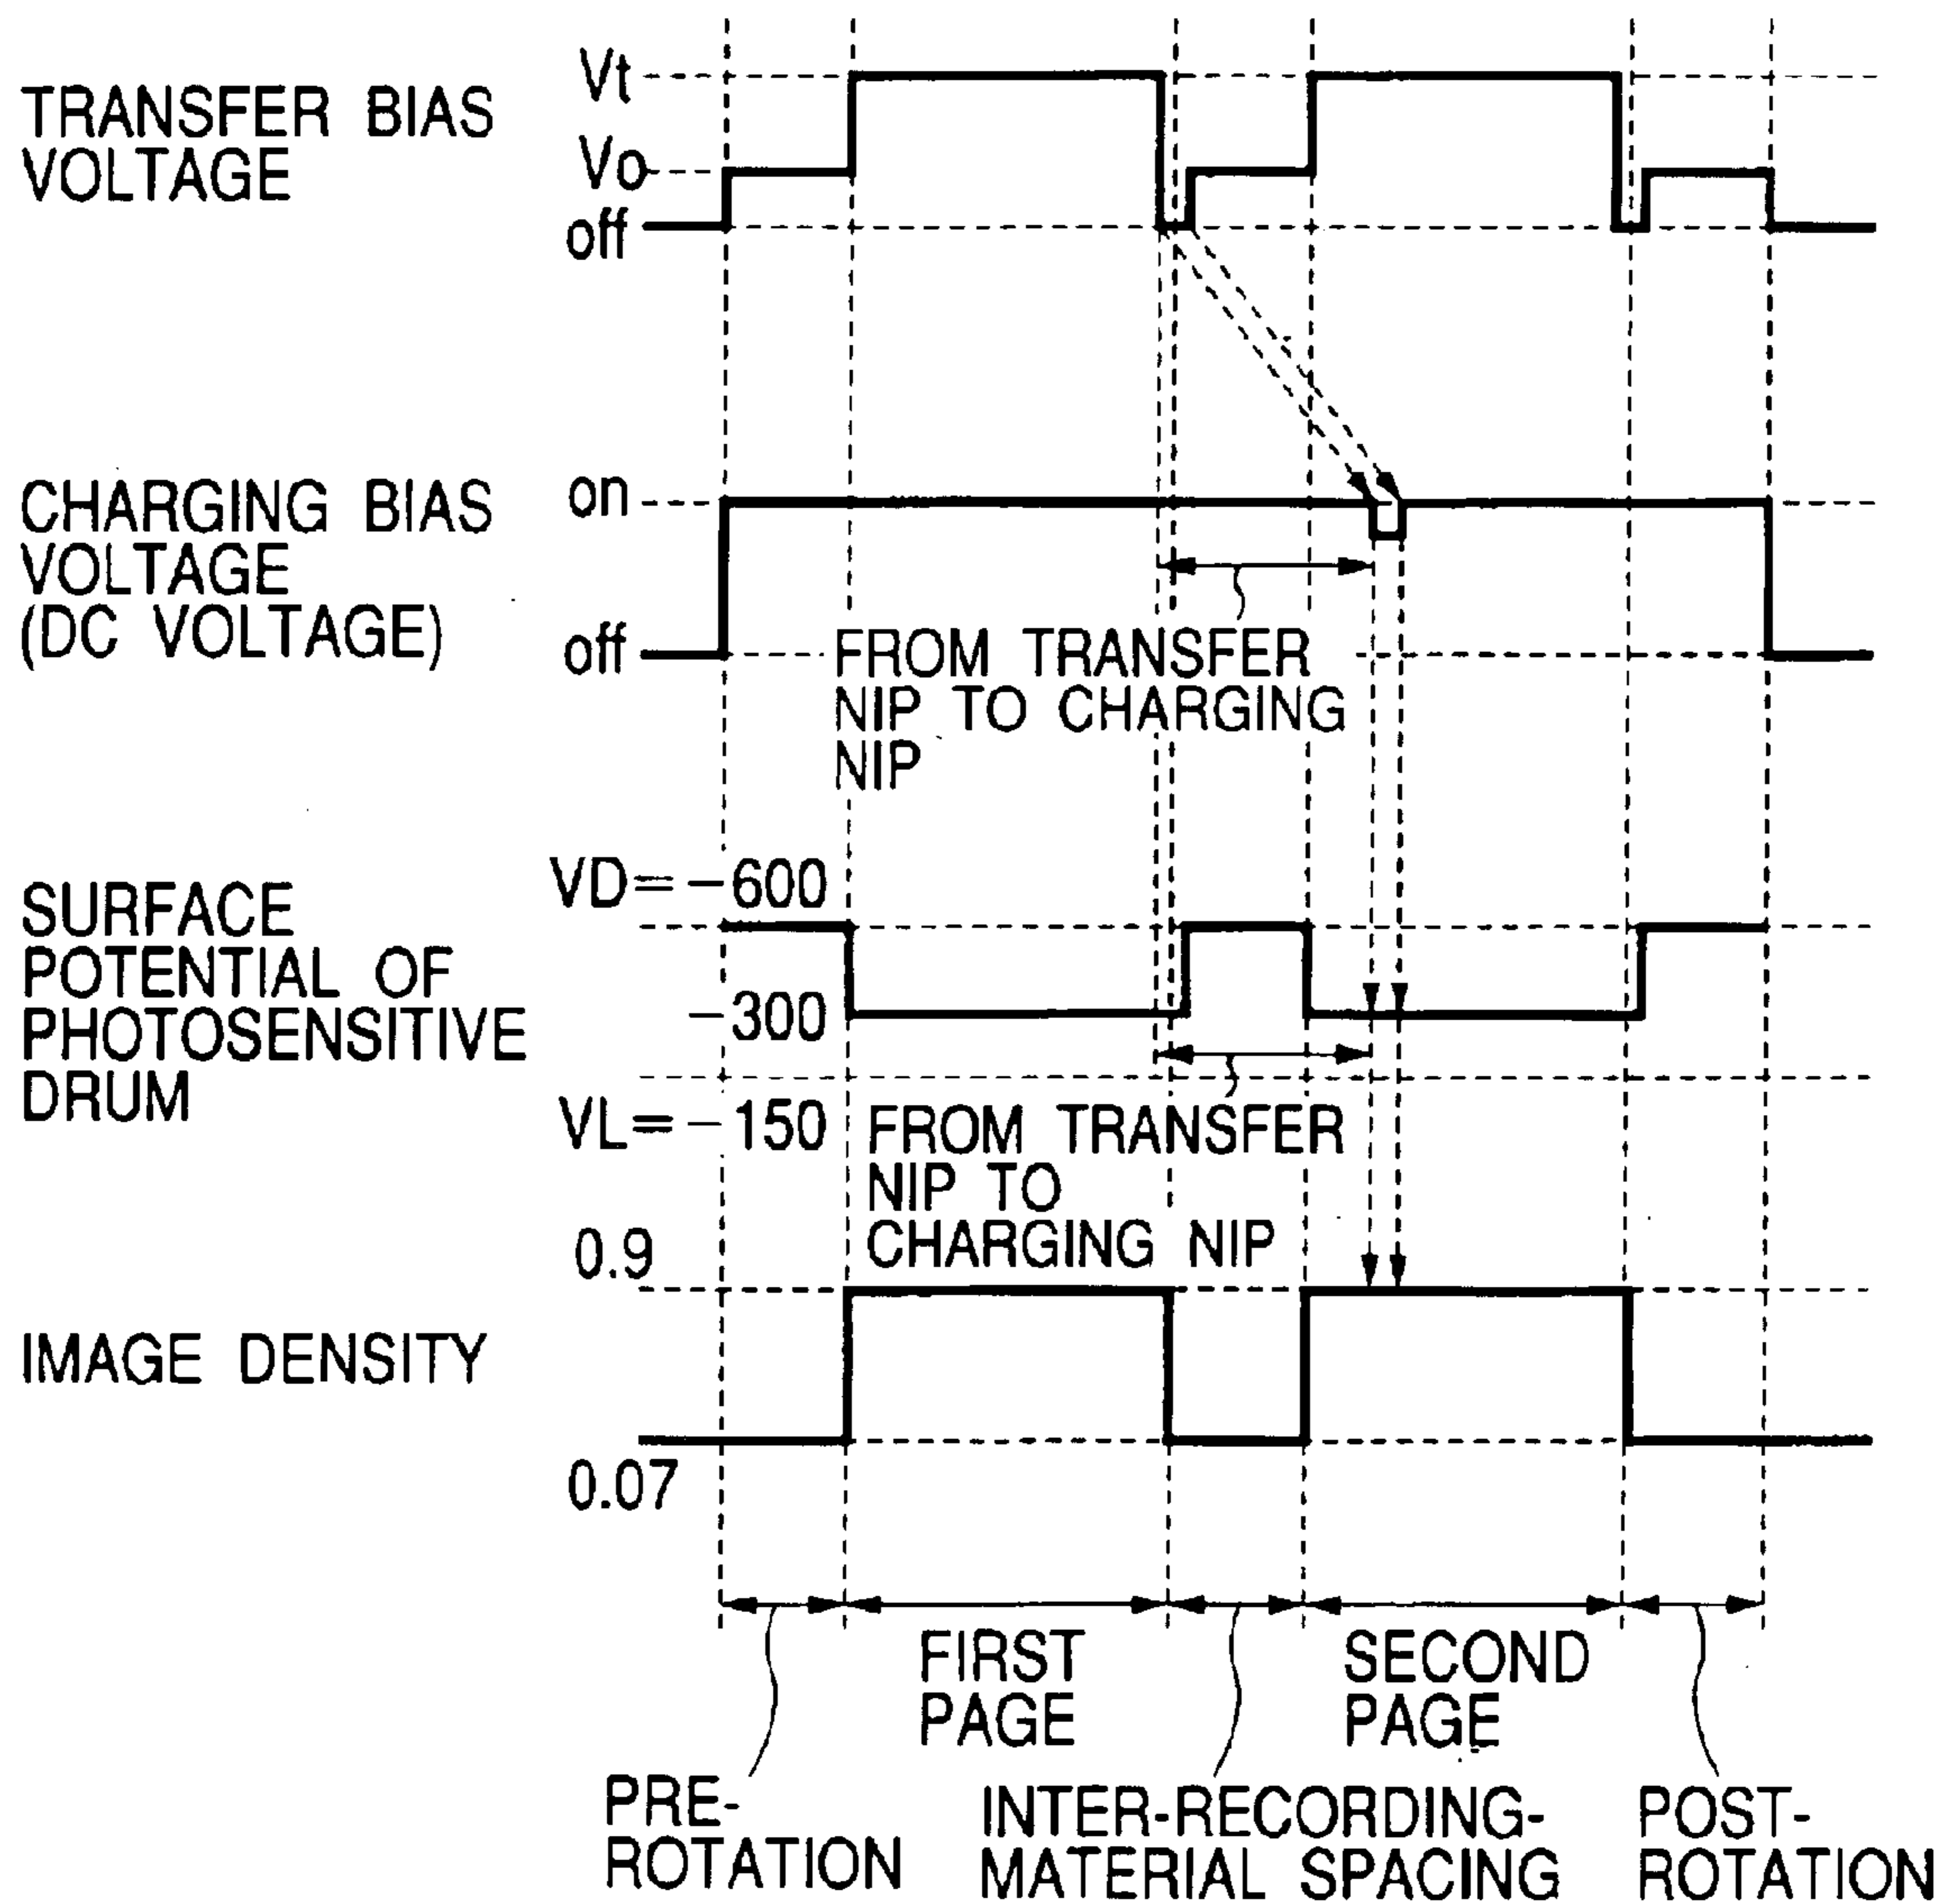 Vt
TRANSFER BIAS
VOLTAGE
Vo
off
CHARGING BIAS
VOLTAGE
(DC VOLTAGE)
on
off
FROM TRANSFER
NIP TO CHARGING
NIP
SURFACE
POTENTIAL OF
PHOTOSENSITIVE
DRUM
VD=-600
-300
VL=-150
FROM TRANSFER
NIP TO
CHARGING NIP
0.9
IMAGE DENSITY
0.07
FIRST
PAGE
SECOND
PAGE
PRE-
ROTATION
INTER-RECORDING-
MATERIAL SPACING
POST-
ROTATION